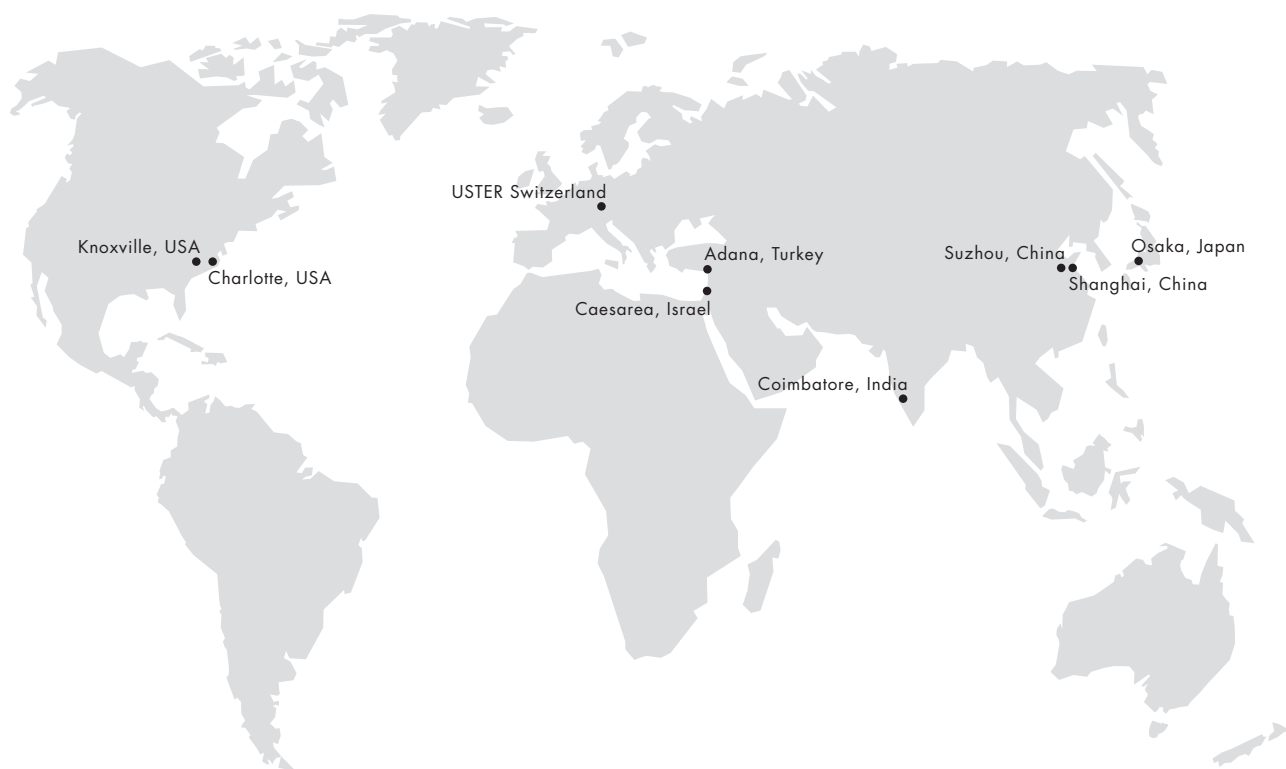 USTER Switzerland
Knoxville, USA
Charlotte, USA
Adana, Turkey
Caesarea, Israel
Suzhou, China
Osaka, Japan
Shanghai, China
Coimbatore, India